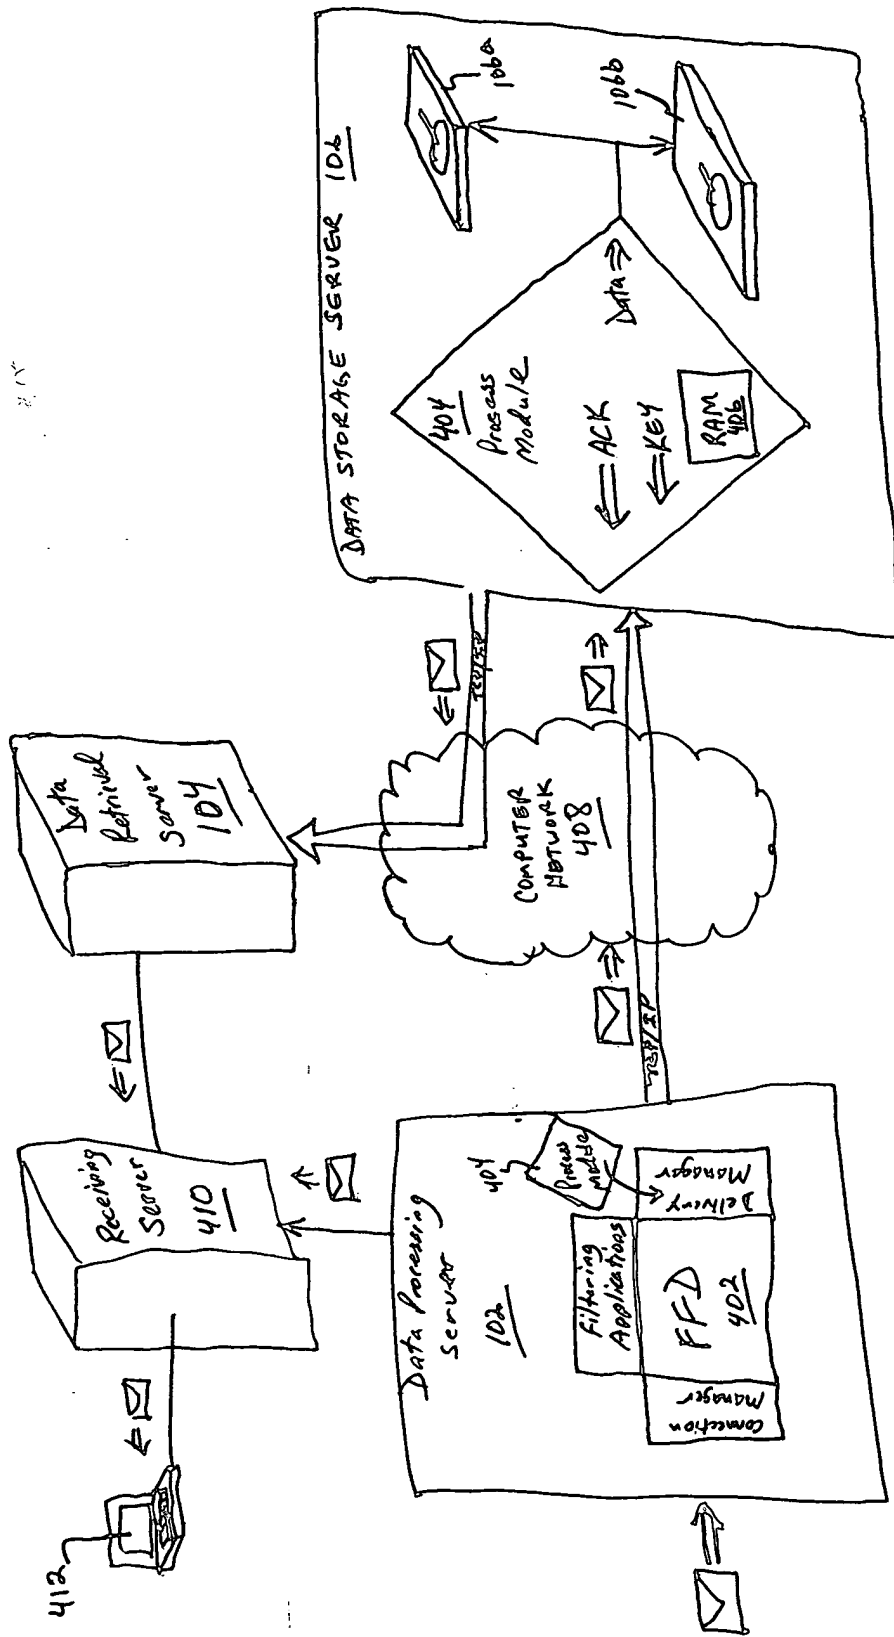 412
Receiving
Server
410
Data
Retrieval
Server
104
DATA STORAGE SERVER 106
106a
106b
404
Process
Module
Data
ACK
KEY
RAM
406
TCP/IP
COMPUTER
NETWORK
408
TCP/IP
Data Processing
Server
102
404
Process
Module
Filtering
Applications
Connection
Manager
FFD
402
Delivery
Manager